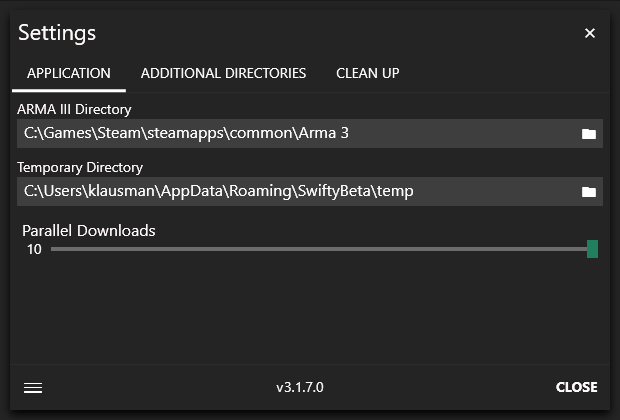 Settings
APPLICATION ADDITIONAL DIRECTORIES CLEAN UP
ARMA III Directory
C:\Games\Steam\steamapps\common\Arma 3
Temporary Directory
C:\Users\klausman\AppData\Roaming\SwiftyBeta\temp
Parallel Downloads
10
v3.1.7.0 CLOSE